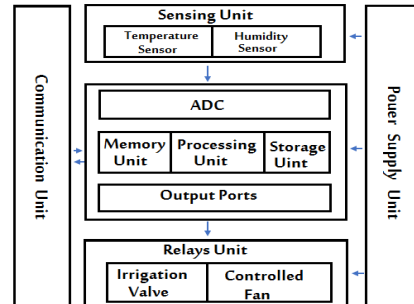 Sensing Unit
Temperature
Sensor
Humidity
Sensor
Communication Unit
ADC
Memory
Unit
Processing
Unit
Storage
Uint
Output Ports
Pouer Supply Unit
Relays Unit
Irrigation
Valve
Controlled
Fan